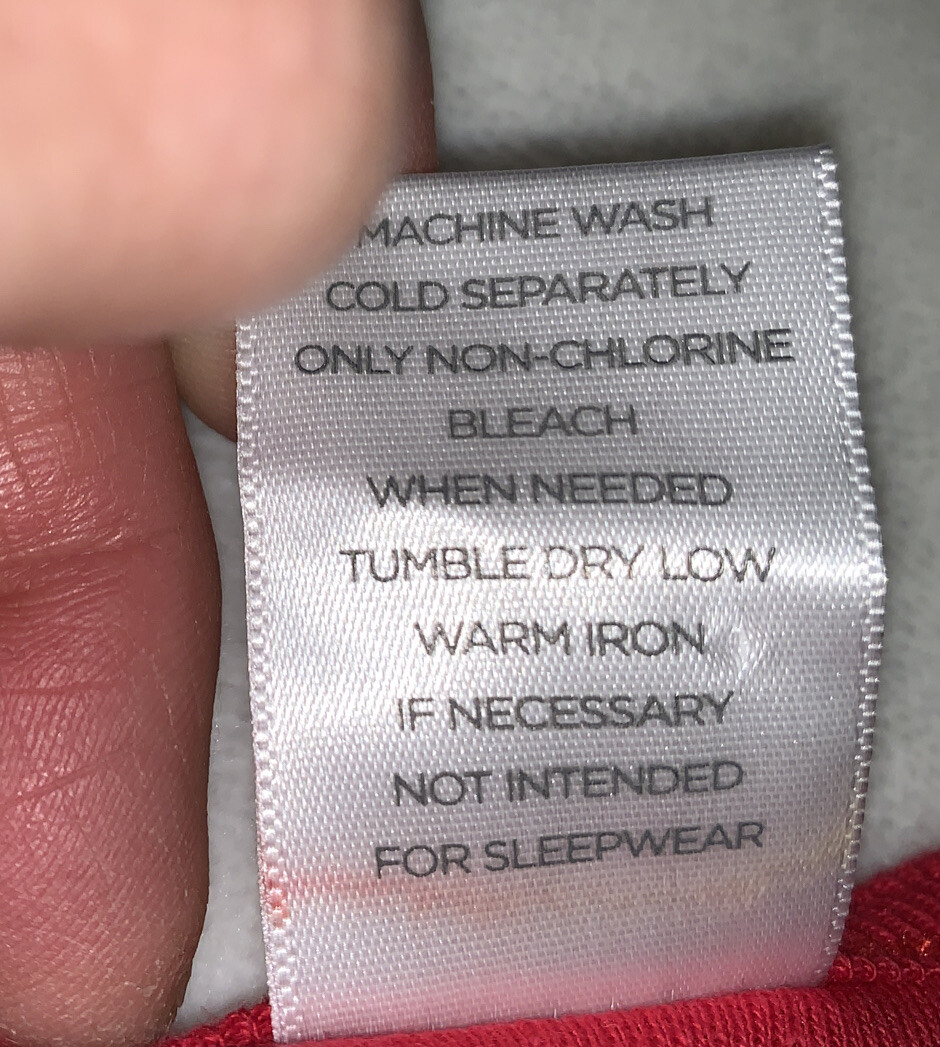 MACHINE WASH
COLD SEPARATELY
ONLY NON-CHLORINE
BLEACH
WHEN NEEDED
TUMBLE DRY LOW
WARM IRON
IF NECESSARY
NOT INTENDED
FOR SLEEPWEAR